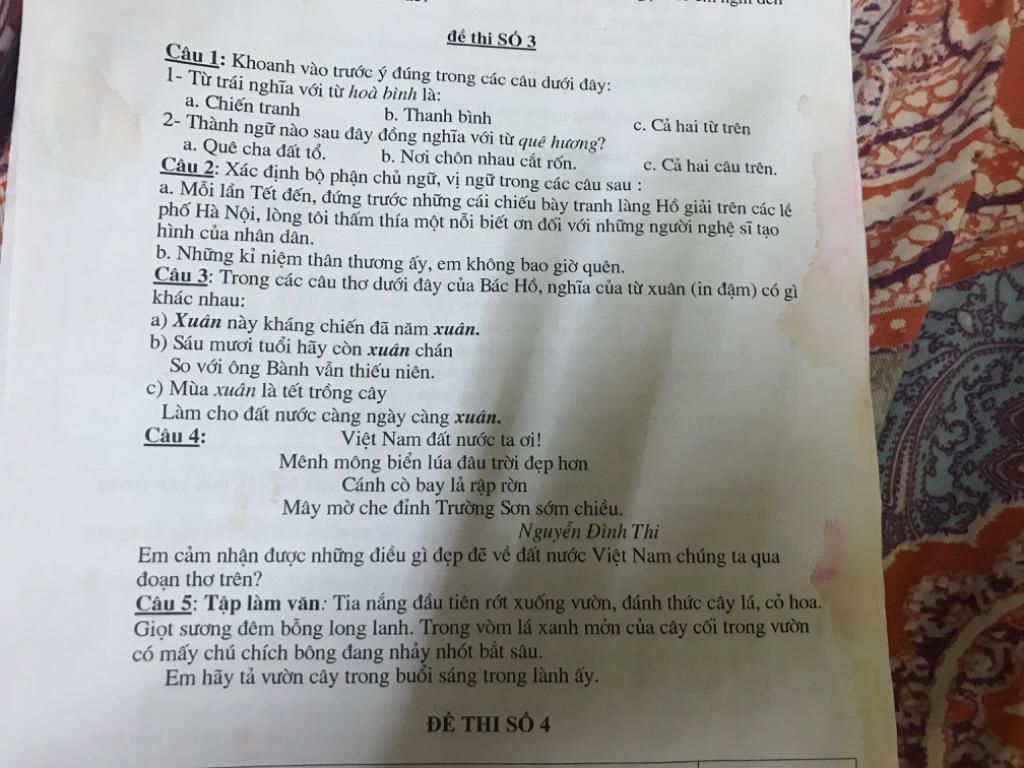 đề thi SỐ 3
Câu 1: Khoanh vào trước ý đúng trong các câu dưới đây:
1- Từ trái nghĩa với từ hoà bình là:
a. Chiến tranh b. Thanh bình c. Cả hai từ trên
2- Thành ngữ nào sau đây đồng nghĩa với từ quê hương?
a. Quê cha đất tổ. b. Nơi chôn nhau cắt rốn. c. Cả hai câu trên.
Câu 2: Xác định bộ phận chủ ngữ, vị ngữ trong các câu sau :
a. Mỗi lần Tết đến, đứng trước những cái chiếu bày tranh làng Hồ giải trên các lề
phố Hà Nội, lòng tôi thấm thía một nỗi biết ơn đối với những người nghệ sĩ tạo
hình của nhân dân.
b. Những kỉ niệm thân thương ấy, em không bao giờ quên.
Câu 3: Trong các câu thơ dưới đây của Bác Hồ, nghĩa của từ xuân (in đậm) có gì
khác nhau:
a) Xuân này kháng chiến đã năm xuân.
b) Sáu mươi tuổi hãy còn xuân chán
So với ông Bành vẫn thiếu niên.
c) Mùa xuân là tết trồng cây
Làm cho đất nước càng ngày càng xuân.
Câu 4: Việt Nam đất nước ta ơi!
Mênh mông biển lúa đâu trời đẹp hơn
Cánh cò bay lả rập rờn
Mây mờ che đỉnh Trường Sơn sớm chiều.
Nguyễn Đình Thi
Em cảm nhận được những điều gì đẹp đẽ về đất nước Việt Nam chúng ta qua
đoạn thơ trên?
Câu 5: Tập làm văn: Tia nắng đầu tiên rớt xuống vườn, đánh thức cây lá, cỏ hoa.
Giọt sương đêm bỗng long lanh. Trong vòm lá xanh mởn của cây cối trong vườn
có mấy chú chích bông đang nhảy nhót bắt sâu.
Em hãy tả vườn cây trong buổi sáng trong lành ấy.
ĐỀ THI SỐ 4